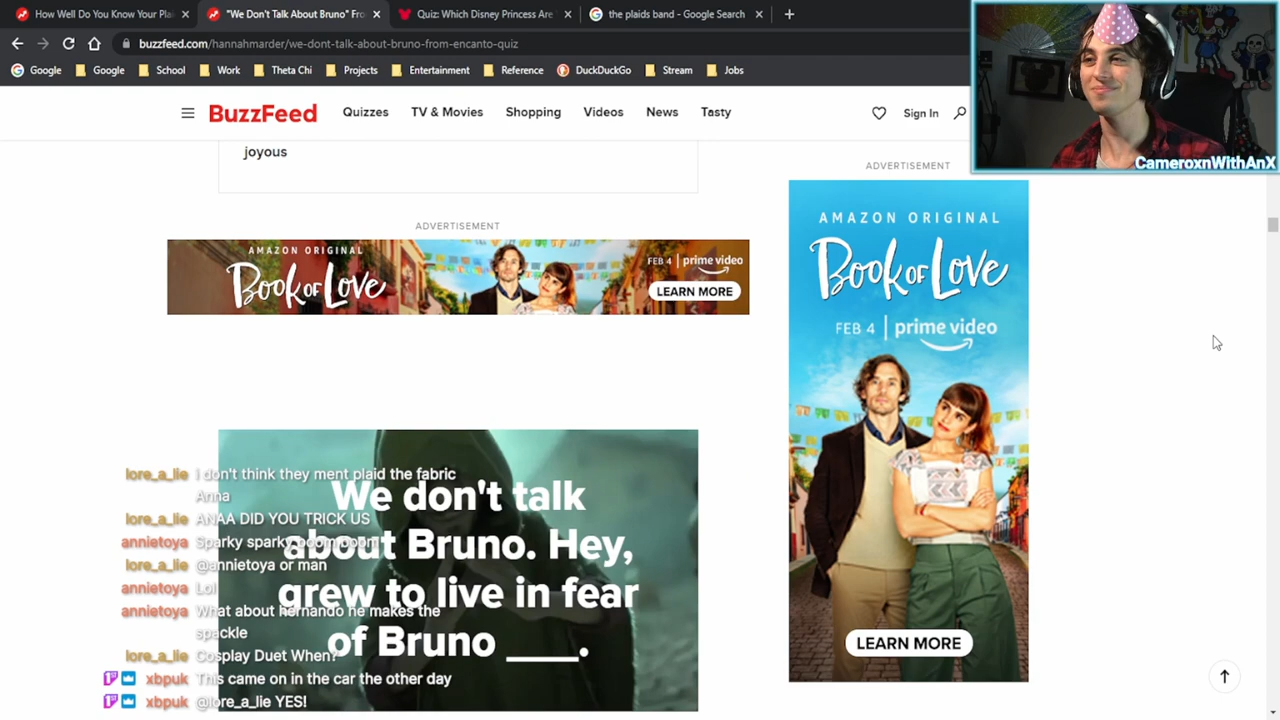 How Well Do You Know Your Plai
"We Don't Talk About Bruno" Fro
Quiz: Which Disney Princess Are
the plaids band - Google Search
buzzfeed.com/hannahmarder/we-dont-talk-about-bruno-from-encanto-quiz
Google
Google
School
Work
Theta Chi
Projects
Entertainment
Reference
DuckDuckGo
Stream
Jobs
CameroxnWithAnX
BuzzFeed
Quizzes
TV & Movies
Shopping
Videos
News
Tasty
Sign In
joyous
ADVERTISEMENT
AMAZON ORIGINAL
Book of Love
FEB 4 | prime video
LEARN MORE
ADVERTISEMENT
AMAZON ORIGINAL
Book of Love
FEB 4 | prime video
LEARN MORE
We don't talk
about Bruno. Hey,
grew to live in fear
of Bruno ____.
lore_a_lie i don't think they ment plaid the fabric
Anna
lore_a_lie ANAA DID YOU TRICK US
annietoya Sparky sparky boom boom
lore_a_lie @annietoya or man
annietoya Lol
annietoya What about hernando he makes the
spackle
lore_a_lie Cosplay Duet When?
xbpuk This came on in the car the other day
xbpuk @lore_a_lie YES!